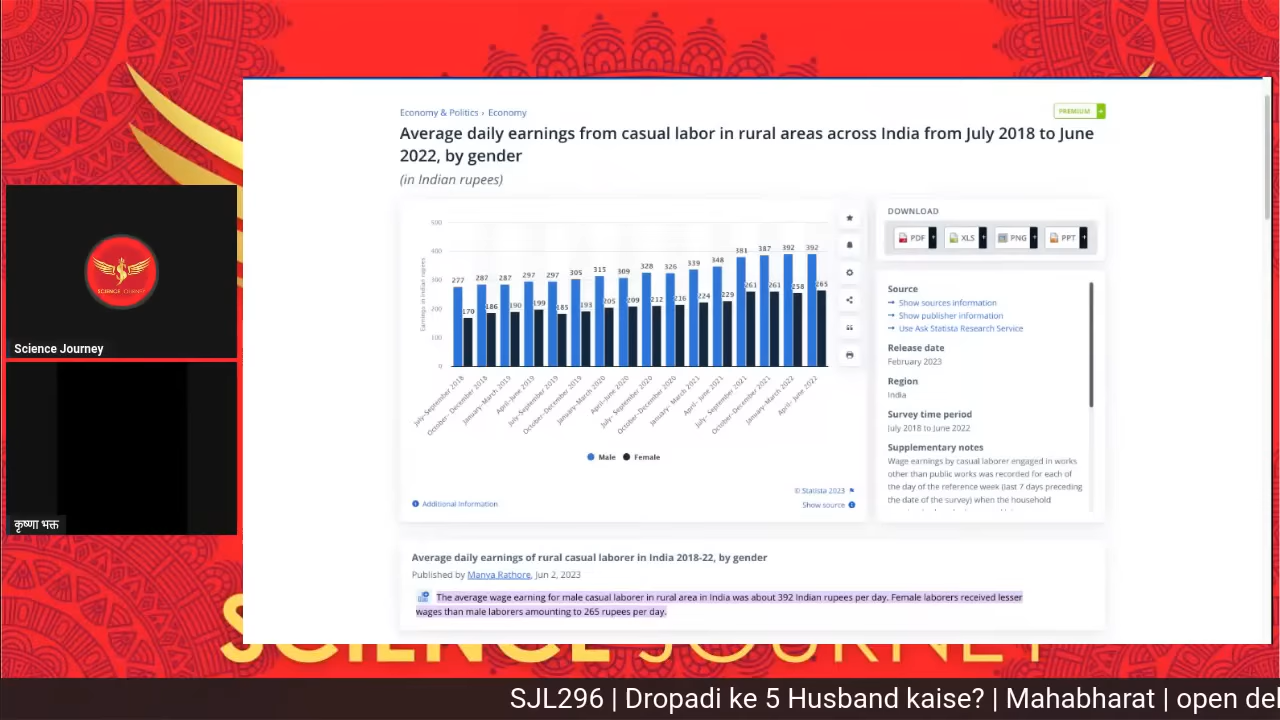 Economy & Politics › Economy
PREMIUM +
Average daily earnings from casual labor in rural areas across India from July 2018 to June
2022, by gender
(in Indian rupees)
DOWNLOAD
PDF + XLS + PNG + PPT +
Earnings in Indian rupees
500
400
300
200
100
0
277 287 287 297 297 305 315 309 328 326 339 348 381 387 392 392
170 186 190 199 185 193 205 209 212 216 224 229 261 261 258 265
July-September 2018
October- December 2018
January-March 2019
April-June 2019
July-September 2019
October- December 2019
January-March 2020
April-June 2020
July- September 2020
October-December 2020
January-March 2021
April- June 2021
July- September 2021
October-December 2021
January-March 2022
April- June 2022
Male Female
© Statista 2023
Additional Information
Show source
Source
→ Show sources information
→ Show publisher information
→ Use Ask Statista Research Service
Release date
February 2023
Region
India
Survey time period
July 2018 to June 2022
Supplementary notes
Wage earnings by casual laborer engaged in works
other than public works was recorded for each of
the day of the reference week (last 7 days preceding
the date of the survey) when the household
Average daily earnings of rural casual laborer in India 2018-22, by gender
Published by Manya Rathore, Jun 2, 2023
The average wage earning for male casual laborer in rural area in India was about 392 Indian rupees per day. Female laborers received lesser
wages than male laborers amounting to 265 rupees per day.
SCIENCE JOURNEY
Science Journey
कृष्णा भक्त
SCIENCE JOURNEY
SJL296 | Dropadi ke 5 Husband kaise? | Mahabharat | open de